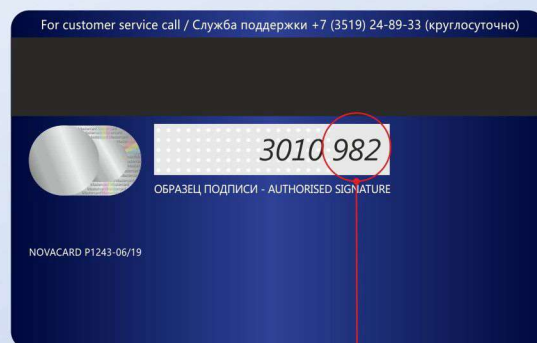 For customer service call / Служба поддержки +7 (3519) 24-89-33 (круглосуточно)
3010 982
ОБРАЗЕЦ ПОДПИСИ - AUTHORISED SIGNATURE
NOVACARD P1243-06/19